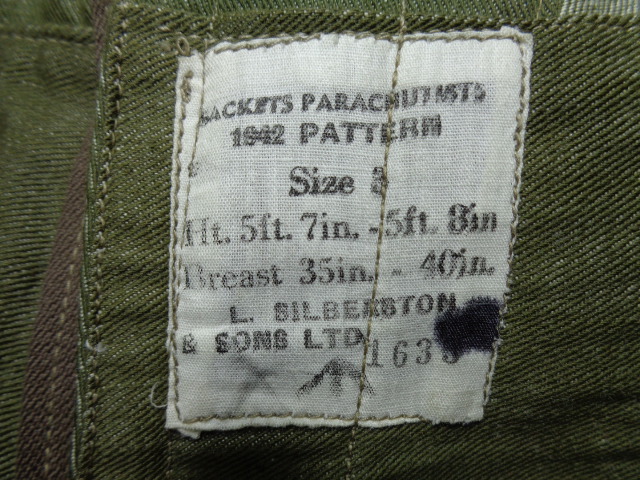 JACKETS PARACHUTISTS
1942 PATTERN
Size 3
Ht. 5ft. 7in. - 5ft. 8in
Breast 35in. - 40in.
L. SILBERSTON
& SONS LTD